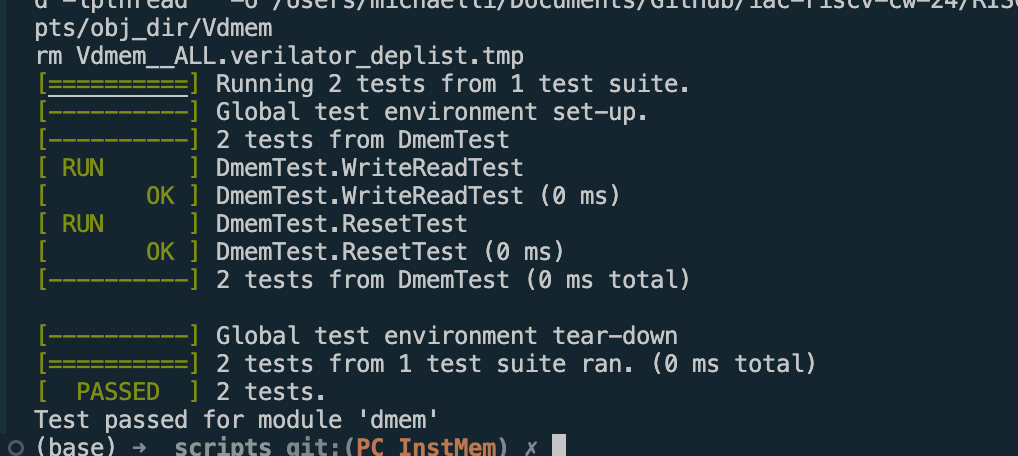 d -lpthread   -o /Users/michaelli/Documents/GitHub/iac-riscv-cw-24/RISC
pts/obj_dir/Vdmem
rm Vdmem__ALL.verilator_deplist.tmp
[==========] Running 2 tests from 1 test suite.
[----------] Global test environment set-up.
[----------] 2 tests from DmemTest
[ RUN      ] DmemTest.WriteReadTest
[       OK ] DmemTest.WriteReadTest (0 ms)
[ RUN      ] DmemTest.ResetTest
[       OK ] DmemTest.ResetTest (0 ms)
[----------] 2 tests from DmemTest (0 ms total)
[----------] Global test environment tear-down
[==========] 2 tests from 1 test suite ran. (0 ms total)
[  PASSED  ] 2 tests.
Test passed for module 'dmem'
(base) ➜  scripts git:(PC_InstMem) ✗